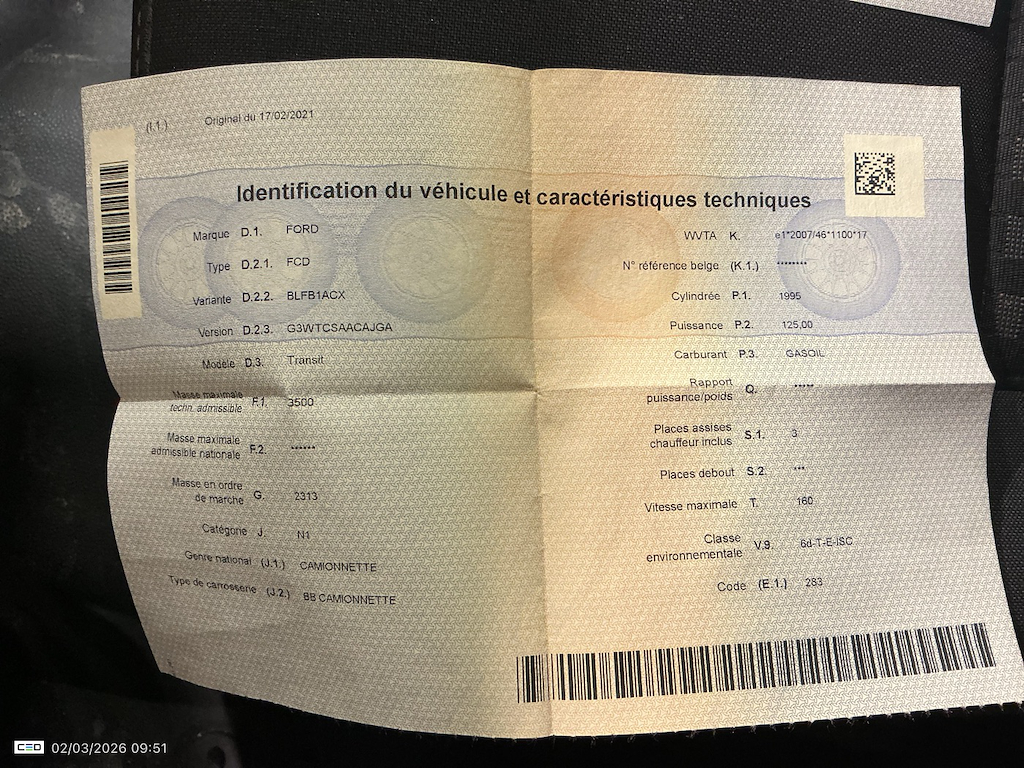 (I.1.) Original du 17/02/2021
Identification du véhicule et caractéristiques techniques
Marque D.1. FORD
Type D.2.1. FCD
Variante D.2.2. BLFB1ACX
Version D.2.3. G3WTCSAACAJGA
Modèle D.3. Transit
Masse maximale
techn. admissible F.1. 3500
Masse maximale
admissible nationale F.2. ******
Masse en ordre
de marche G. 2313
Catégorie J. N1
Genre national (J.1.) CAMIONNETTE
Type de carrosserie (J.2.) BB CAMIONNETTE
WVTA K. e1*2007/46*1100*17
N° référence belge (K.1.) ********
Cylindrée P.1. 1995
Puissance P.2. 125,00
Carburant P.3. GASOIL
Rapport
puissance/poids Q. *****
Places assises
chauffeur inclus S.1. 3
Places debout S.2. ***
Vitesse maximale T. 160
Classe
environnementale V.9. 6d-T-E-ISC
Code (E.1.) 283
CEO 02/03/2026 09:51